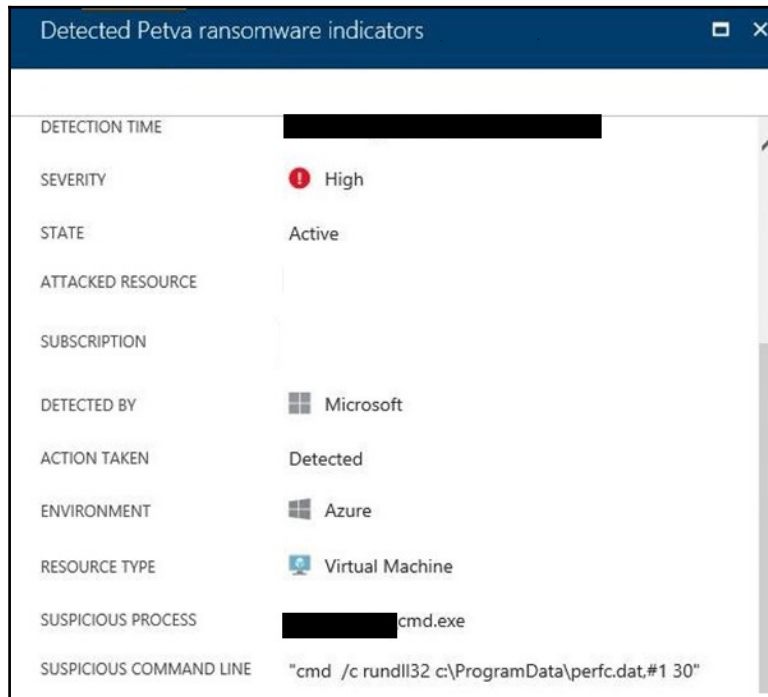 Detected Petya ransomware indicators
DETECTION TIME
SEVERITY High
STATE Active
ATTACKED RESOURCE
SUBSCRIPTION
DETECTED BY Microsoft
ACTION TAKEN Detected
ENVIRONMENT Azure
RESOURCE TYPE Virtual Machine
SUSPICIOUS PROCESS cmd.exe
SUSPICIOUS COMMAND LINE "cmd /c rundll32 c:\ProgramData\perfc.dat,#1 30"